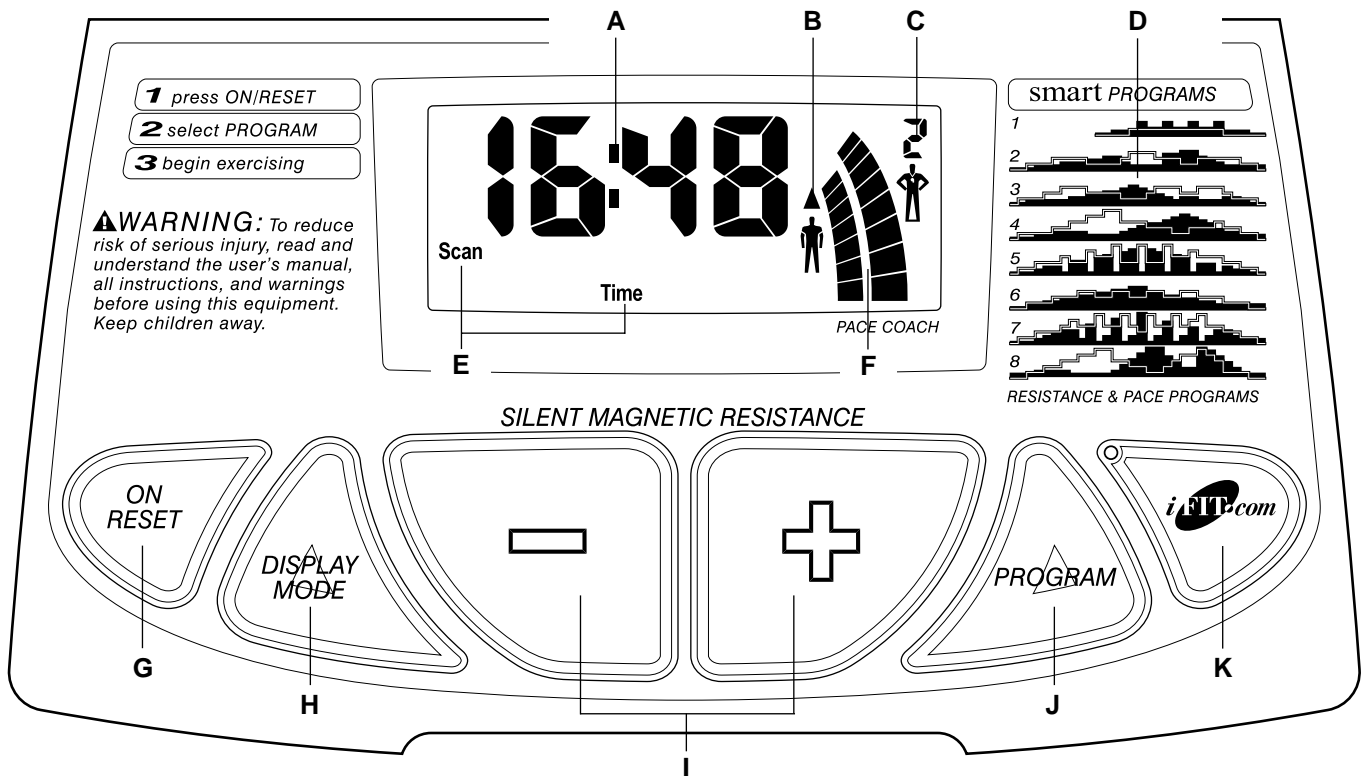 A B C D
1 press ON/RESET
2 select PROGRAM
3 begin exercising
WARNING: To reduce
risk of serious injury, read and
understand the user's manual,
all instructions, and warnings
before using this equipment.
Keep children away.
16:48
2
Scan
Time
PACE COACH
E F
smart PROGRAMS
1
2
3
4
5
6
7
8
RESISTANCE & PACE PROGRAMS
SILENT MAGNETIC RESISTANCE
ON
RESET
DISPLAY
MODE
−
+
PROGRAM
iFIT.com
G
H
I
J
K